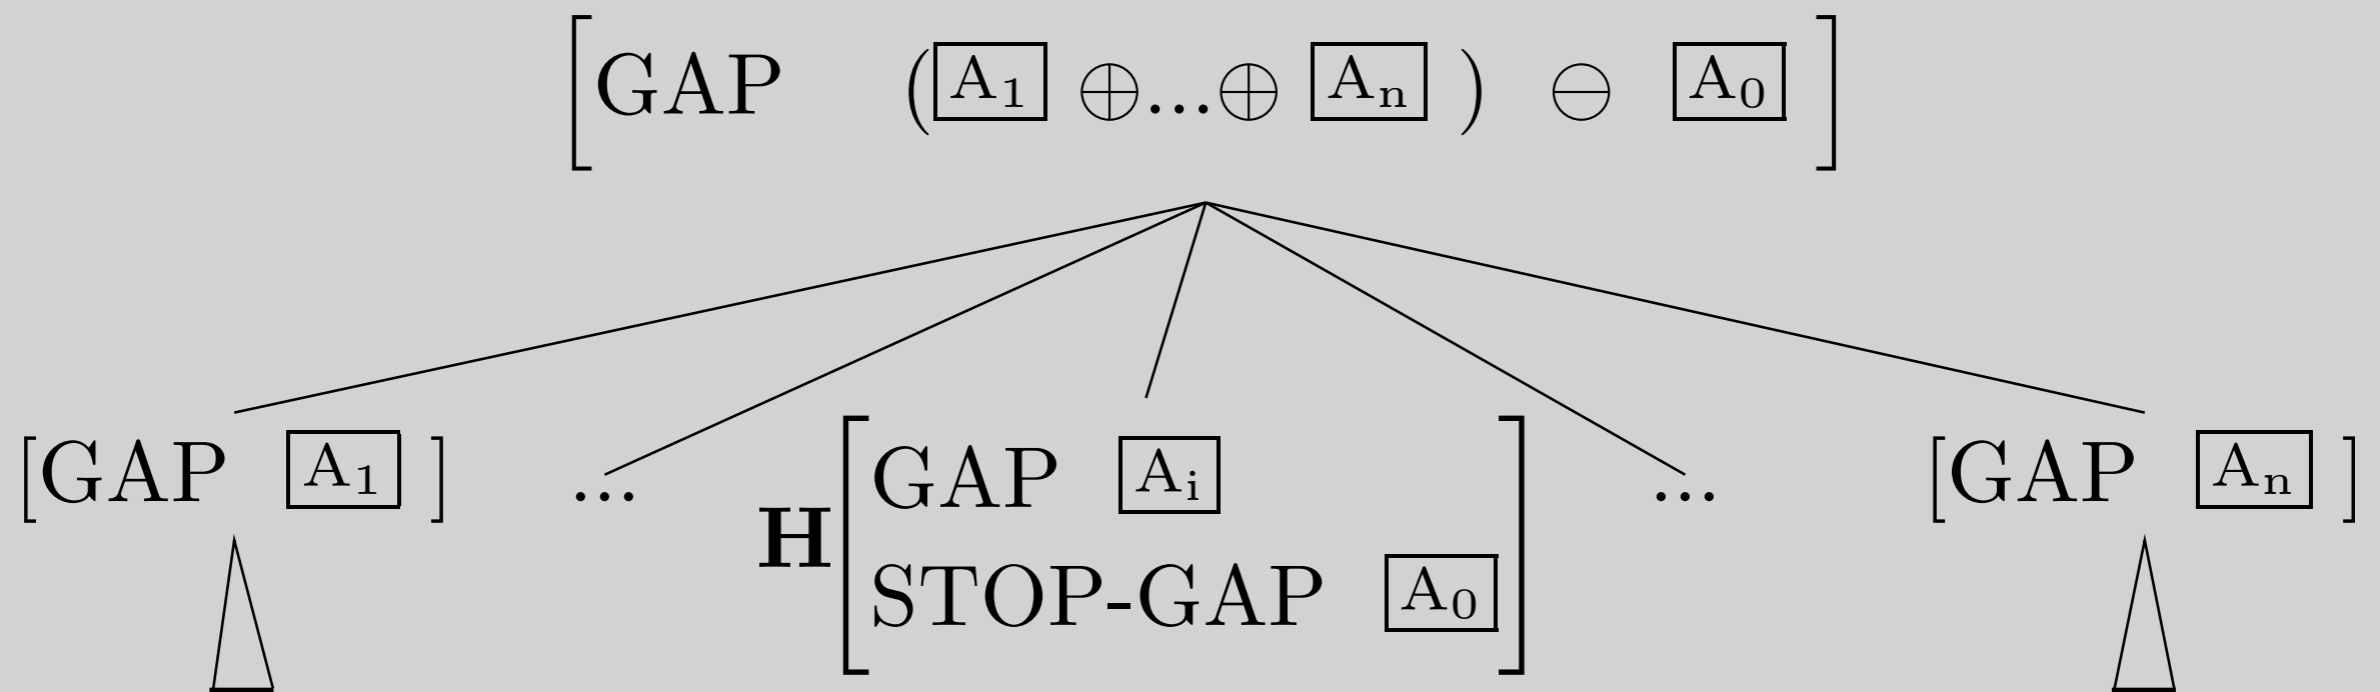 [GAP (A₁ ⊕...⊕ Aₙ) ⊖ A₀]
[GAP A₁] ... H[GAP Aᵢ ... [GAP Aₙ]
STOP-GAP A₀]